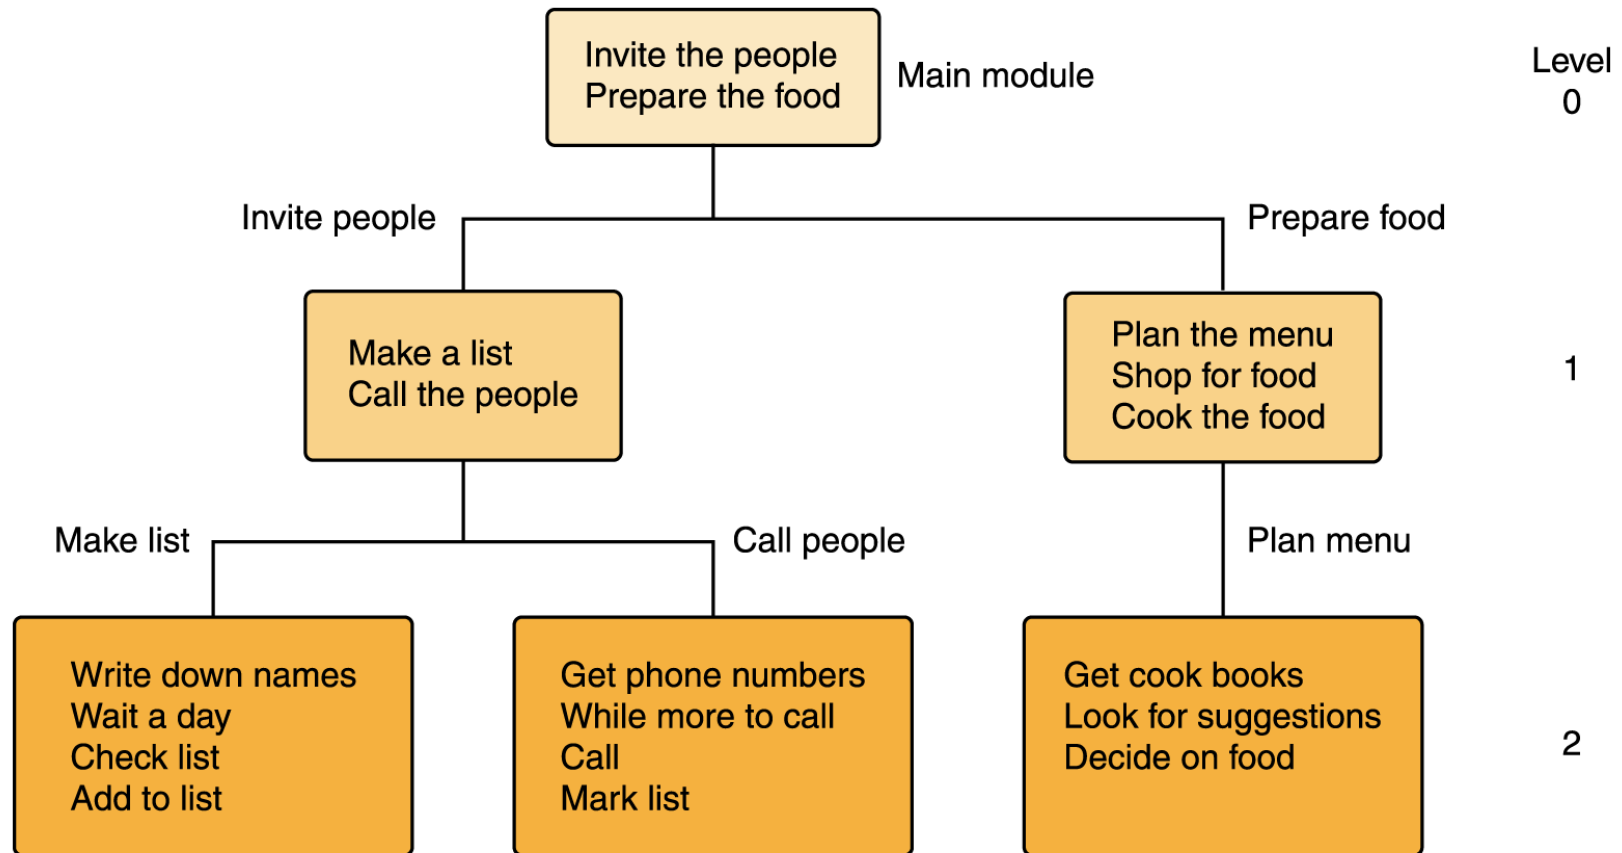 Invite the people
Prepare the food
Main module
Level
0
Invite people
Prepare food
Make a list
Call the people
Plan the menu
Shop for food
Cook the food
1
Make list
Call people
Plan menu
Write down names
Wait a day
Check list
Add to list
Get phone numbers
While more to call
Call
Mark list
Get cook books
Look for suggestions
Decide on food
2